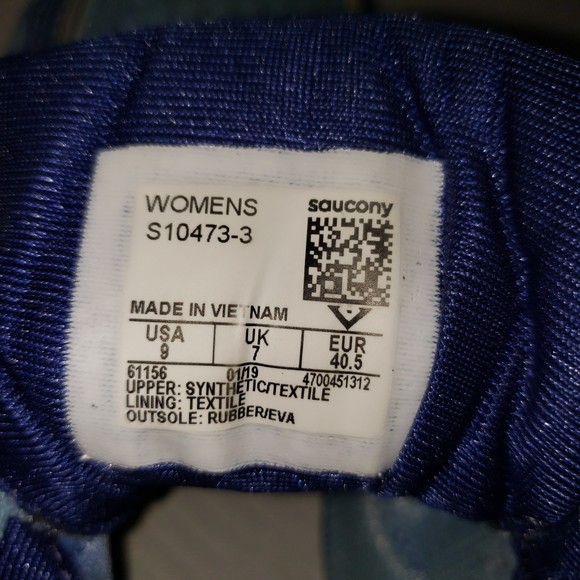 WOMENS
saucony
S10473-3
MADE IN VIETNAM
USA UK EUR
9 7 40.5
61156 01/19 4700451312
UPPER: SYNTHETIC/TEXTILE
LINING: TEXTILE
OUTSOLE: RUBBER/EVA